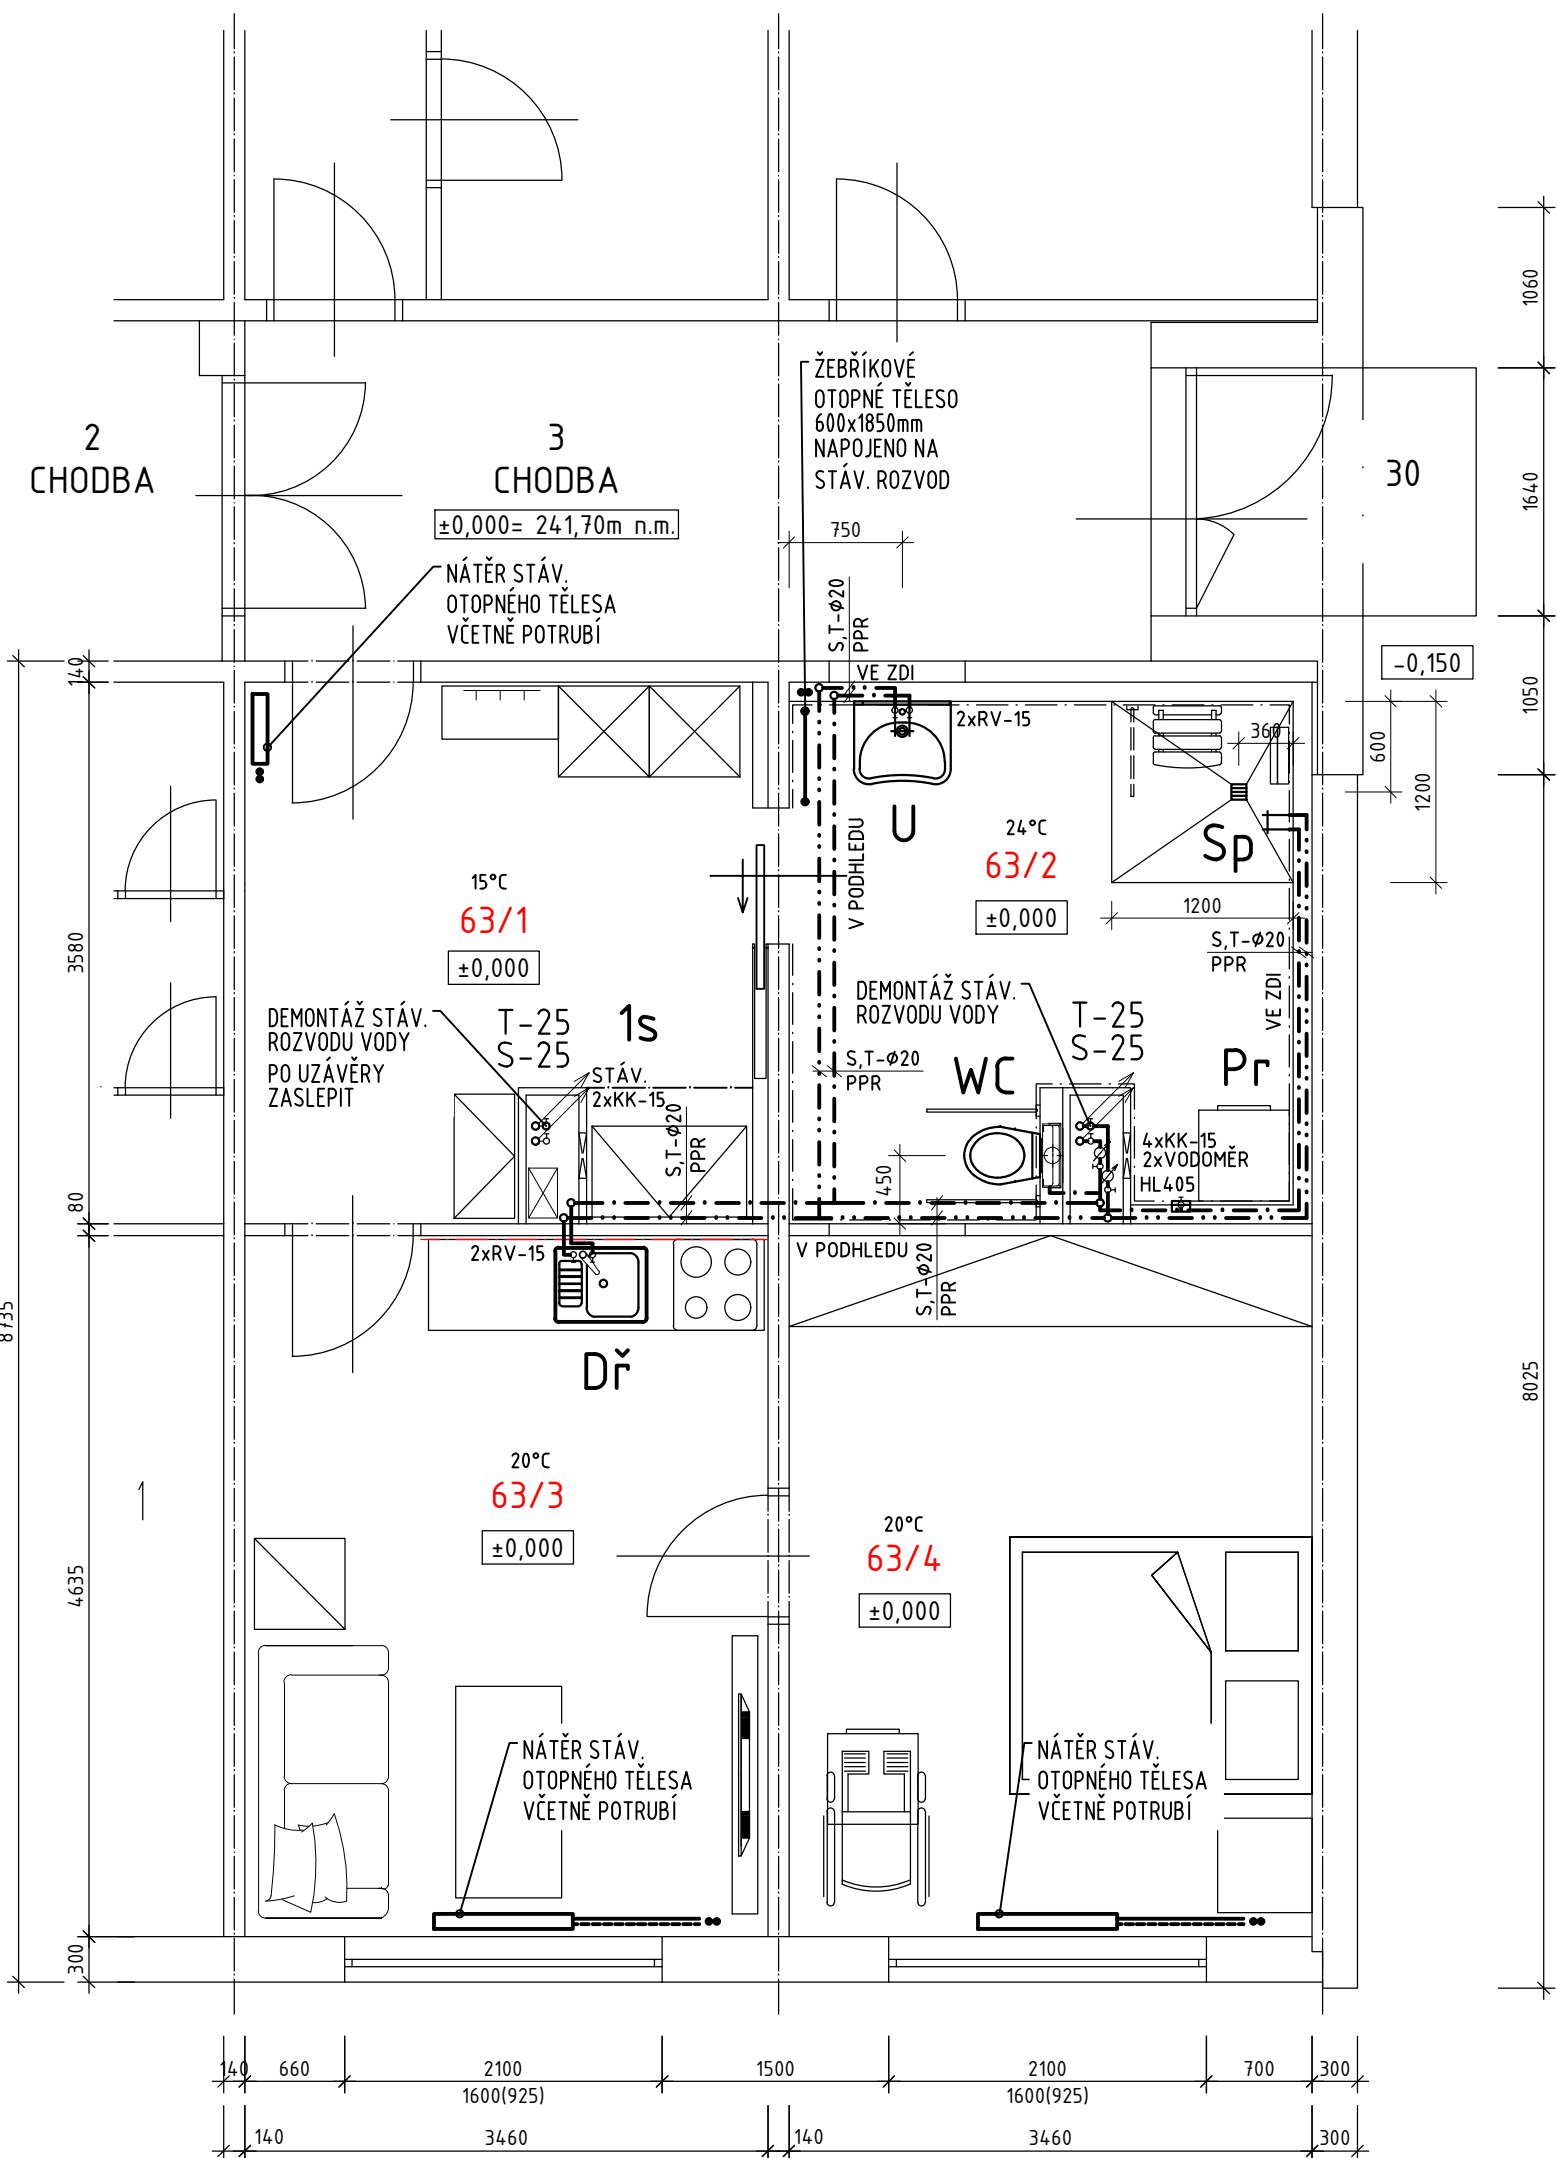 1060
ŽEBŘÍKOVÉ
OTOPNÉ TĚLESO
600x1850mm
NAPOJENO NA
STÁV. ROZVOD
2
CHODBA
3
CHODBA
±0,000= 241,70m n.m.
30
1640
750
NÁTĚR STÁV.
OTOPNÉHO TĚLESA
VČETNĚ POTRUBÍ
S,T-φ20
PPR
VE ZDI
140
-0,150
1050
2xRV-15
360
600
1200
U
24°C
63/2
±0,000
Sp
V PODHLEDU
15°C
63/1
±0,000
1200
S,T-φ20
PPR
VE ZDI
3580
DEMONTÁŽ STÁV.
ROZVODU VODY
PO UZÁVĚRY
ZASLEPIT
T-25
S-25
1s
STÁV.
2xKK-15
S,T-φ20
PPR
DEMONTÁŽ STÁV.
ROZVODU VODY
T-25
S-25
S,T-φ20
PPR
WC
Pr
450
4xKK-15
2xVODOMĚR
HL405
80
2xRV-15
V PODHLEDU
S,T-φ20
PPR
8735
Dř
8025
20°C
63/3
±0,000
1
20°C
63/4
±0,000
4635
NÁTĚR STÁV.
OTOPNÉHO TĚLESA
VČETNĚ POTRUBÍ
NÁTĚR STÁV.
OTOPNÉHO TĚLESA
VČETNĚ POTRUBÍ
300
140 660 2100 1500 2100 700 300
1600(925) 1600(925)
140 3460 140 3460 300